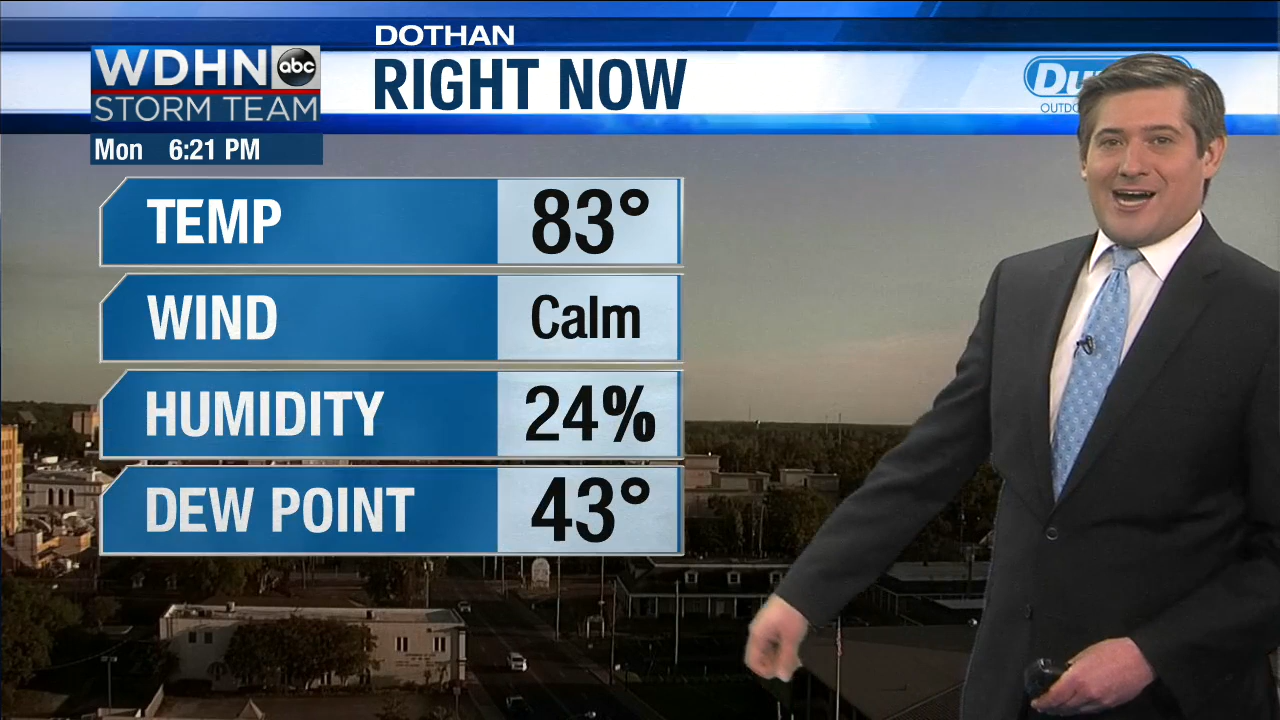 DOTHAN
WDHN abc
RIGHT NOW
STORM TEAM
Mon 6:21 PM
TEMP 83°
WIND Calm
HUMIDITY 24%
DEW POINT 43°